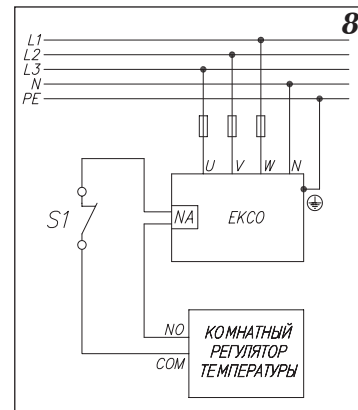 8
L1
L2
L3
N
PE
U V W N
S1
NA
EKCO
NO
COM
КОМНАТНЫЙ
РЕГУЛЯТОР
ТЕМПЕРАТУРЫ